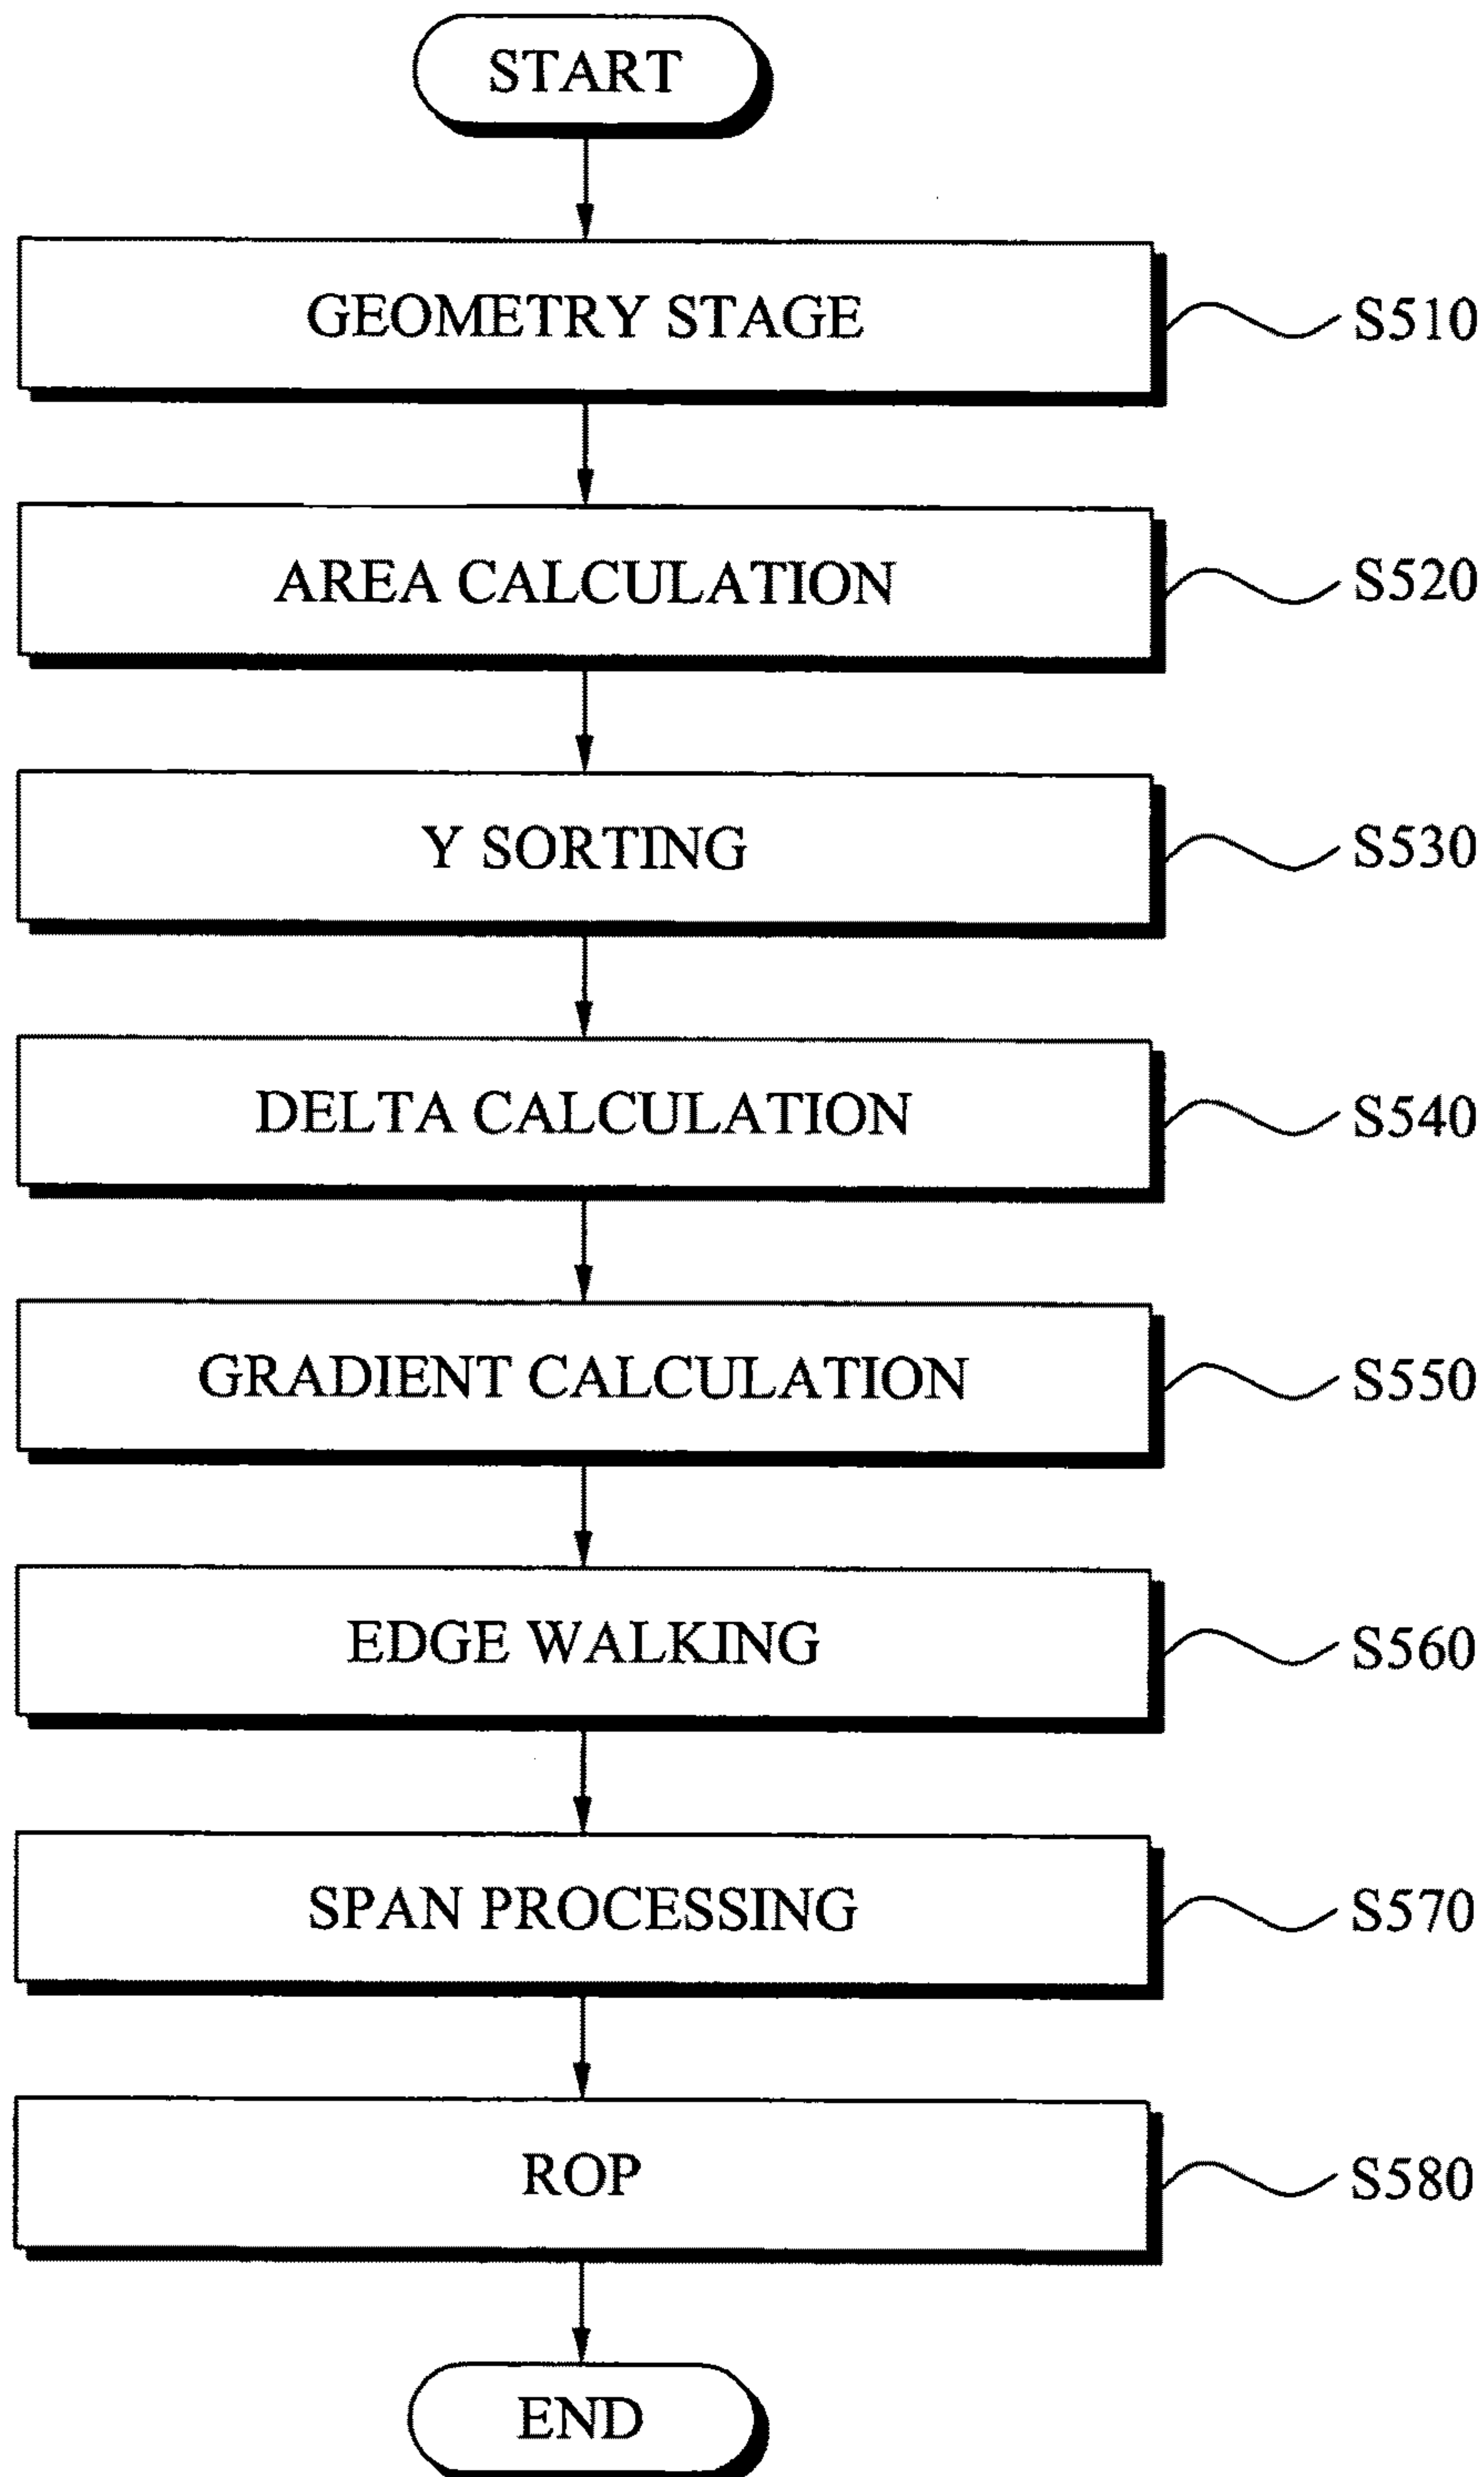 START
GEOMETRY STAGE S510
AREA CALCULATION S520
Y SORTING S530
DELTA CALCULATION S540
GRADIENT CALCULATION S550
EDGE WALKING S560
SPAN PROCESSING S570
ROP S580
END